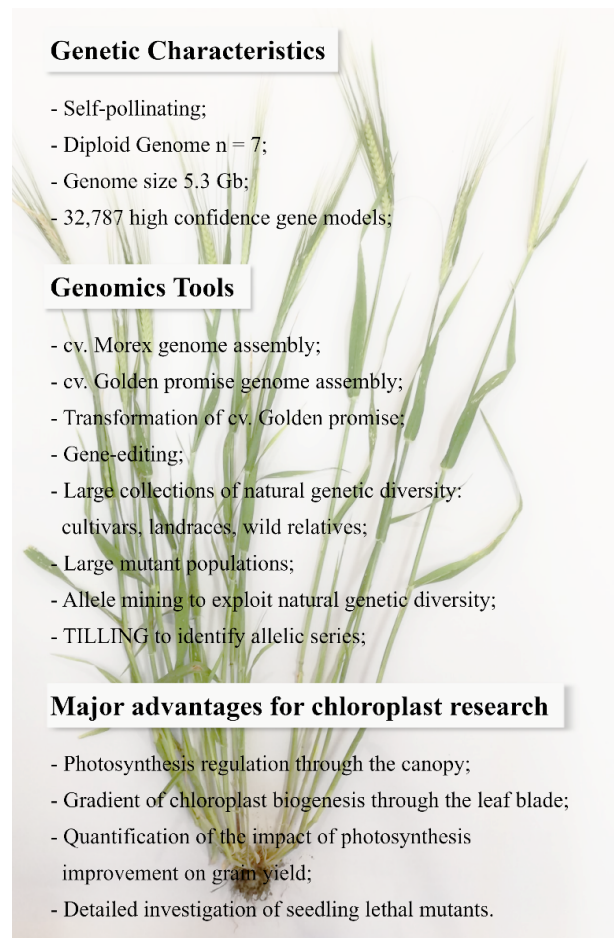 Genetic Characteristics
- Self-pollinating;
- Diploid Genome n = 7;
- Genome size 5.3 Gb;
- 32,787 high confidence gene models;
Genomics Tools
- cv. Morex genome assembly;
- cv. Golden promise genome assembly;
- Transformation of cv. Golden promise;
- Gene-editing;
- Large collections of natural genetic diversity:
cultivars, landraces, wild relatives;
- Large mutant populations;
- Allele mining to exploit natural genetic diversity;
- TILLING to identify allelic series;
Major advantages for chloroplast research
- Photosynthesis regulation through the canopy;
- Gradient of chloroplast biogenesis through the leaf blade;
- Quantification of the impact of photosynthesis
improvement on grain yield;
- Detailed investigation of seedling lethal mutants.